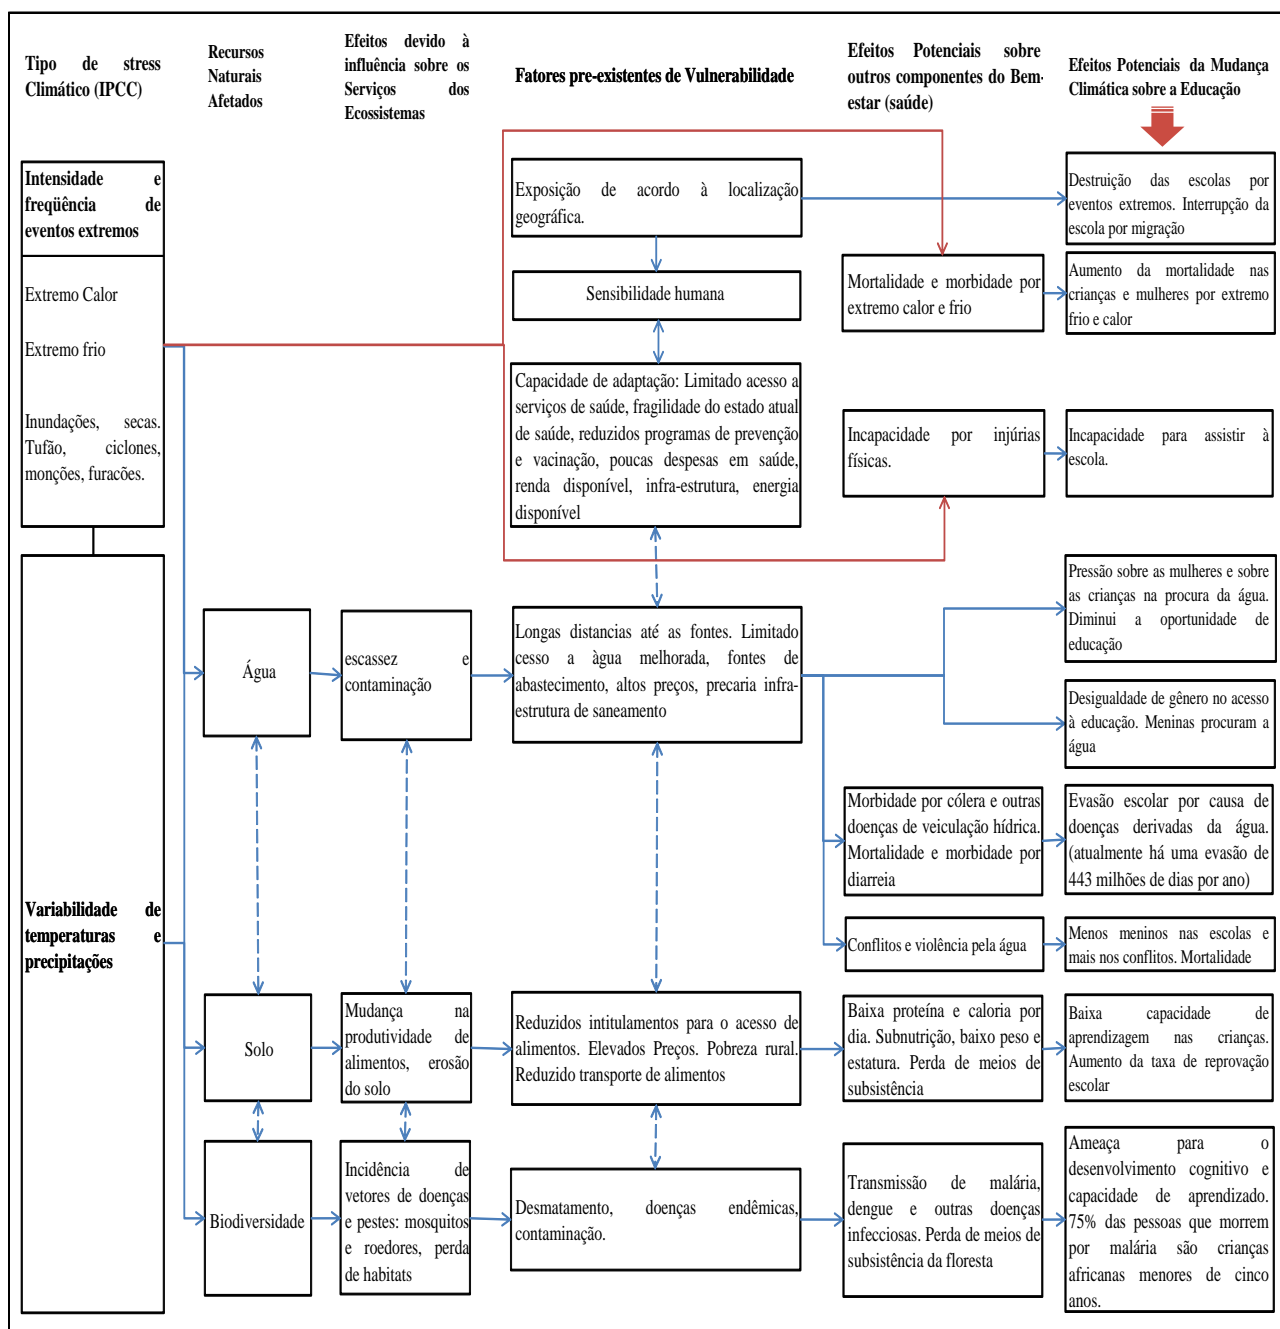 Tipo de stress
Climático (IPCC)
Recursos
Naturais
Afetados
Efeitos devido à
influência sobre os
Serviços dos
Ecossistemas
Fatores pre-existentes de Vulnerabilidade
Efeitos Potenciais sobre
outros componentes do Bem-
estar (saúde)
Efeitos Potenciais da Mudança
Climática sobre a Educação
Intensidade e
freqüência de
eventos extremos
Extremo Calor
Extremo frio
Inundações, secas.
Tufão, ciclones,
monções, furacões.
Variabilidade de
temperaturas e
precipitações
Exposição de acordo à localização
geográfica.
Destruição das escolas por
eventos extremos. Interrupção da
escola por migração
Sensibilidade humana
Mortalidade e morbidade por
extremo calor e frio
Aumento da mortalidade nas
crianças e mulheres por extremo
frio e calor
Capacidade de adaptação: Limitado acesso a
serviços de saúde, fragilidade do estado atual
de saúde, reduzidos programas de prevenção
e vacinação, poucas despesas em saúde,
renda disponível, infra-estrutura, energia
disponível
Incapacidade por injúrias
físicas.
Incapacidade para assistir à
escola.
Água
escassez e
contaminação
Longas distancias até as fontes. Limitado
cesso a àgua melhorada, fontes de
abastecimento, altos preços, precaria infra-
estrutura de saneamento
Pressão sobre as mulheres e sobre
as crianças na procura da água.
Diminui a oportunidade de
educação
Desigualdade de gênero no acesso
à educação. Meninas procuram a
água
Morbidade por cólera e outras
doenças de veiculação hídrica.
Mortalidade e morbidade por
diarreia
Evasão escolar por causa de
doenças derivadas da água.
(atualmente há uma evasão de
443 milhões de dias por ano)
Conflitos e violência pela água
Menos meninos nas escolas e
mais nos conflitos. Mortalidade
Solo
Mudança na
produtividade de
alimentos, erosão
do solo
Reduzidos intitulamentos para o acesso de
alimentos. Elevados Preços. Pobreza rural.
Reduzido transporte de alimentos
Baixa proteína e caloria por
dia. Subnutrição, baixo peso e
estatura. Perda de meios de
subsistência
Baixa capacidade de
aprendizagem nas crianças.
Aumento da taxa de reprovação
escolar
Biodiversidade
Incidência de
vetores de doenças
e pestes: mosquitos
e roedores, perda
de habitats
Desmatamento, doenças endêmicas,
contaminação.
Transmissão de malária,
dengue e outras doenças
infecciosas. Perda de meios de
subsistência da floresta
Ameaça para o
desenvolvimento cognitivo e
capacidade de aprendizado.
75% das pessoas que morrem
por malária são crianças
africanas menores de cinco
anos.